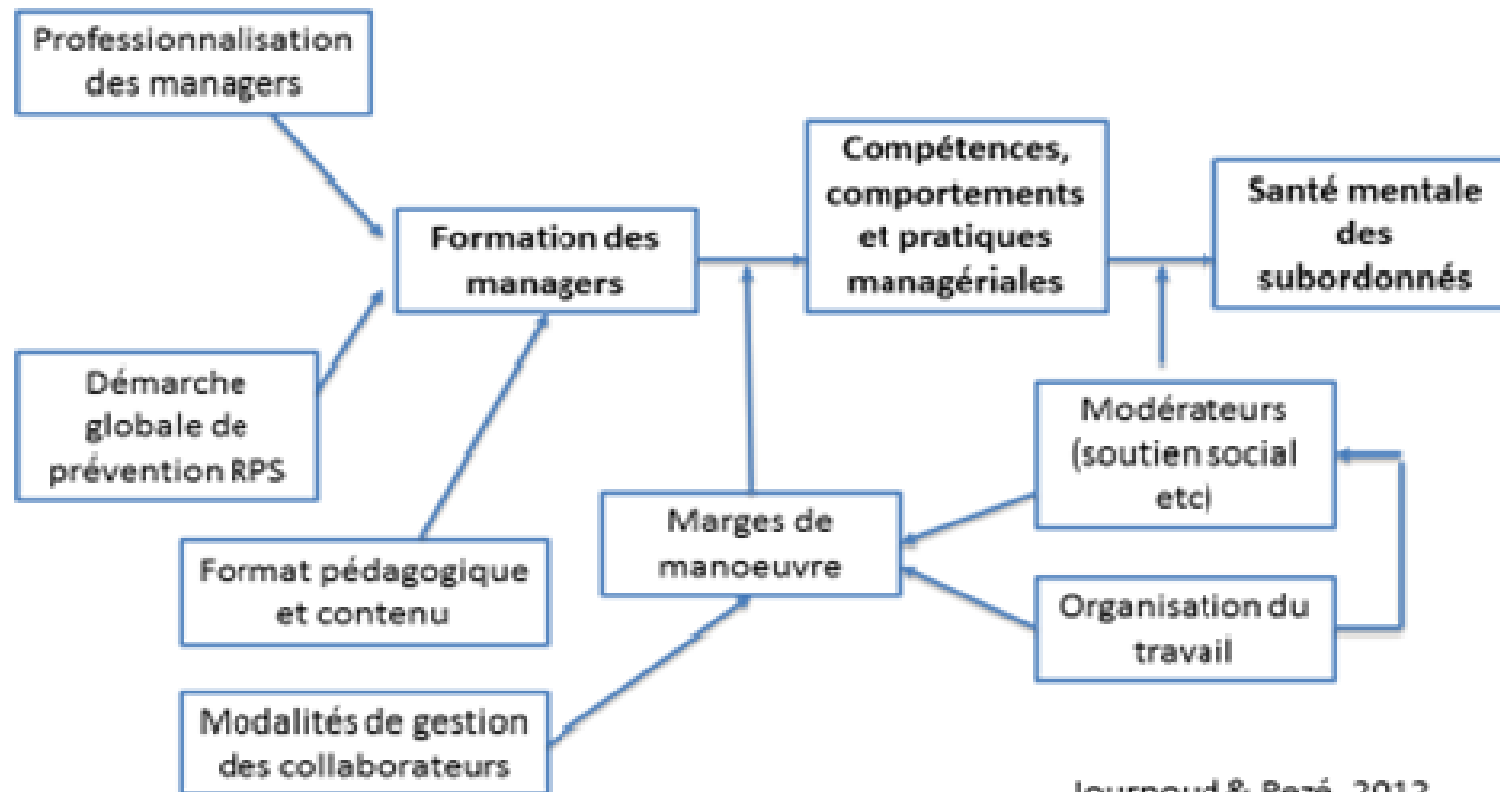 Professionnalisation
des managers
Compétences,
comportements
et pratiques
managériales
Santé mentale
des
subordonnés
Formation des
managers
Démarche
globale de
prévention RPS
Modérateurs
(soutien social
etc)
Marges de
manoeuvre
Format pédagogique
et contenu
Organisation du
travail
Modalités de gestion
des collaborateurs
& 2012